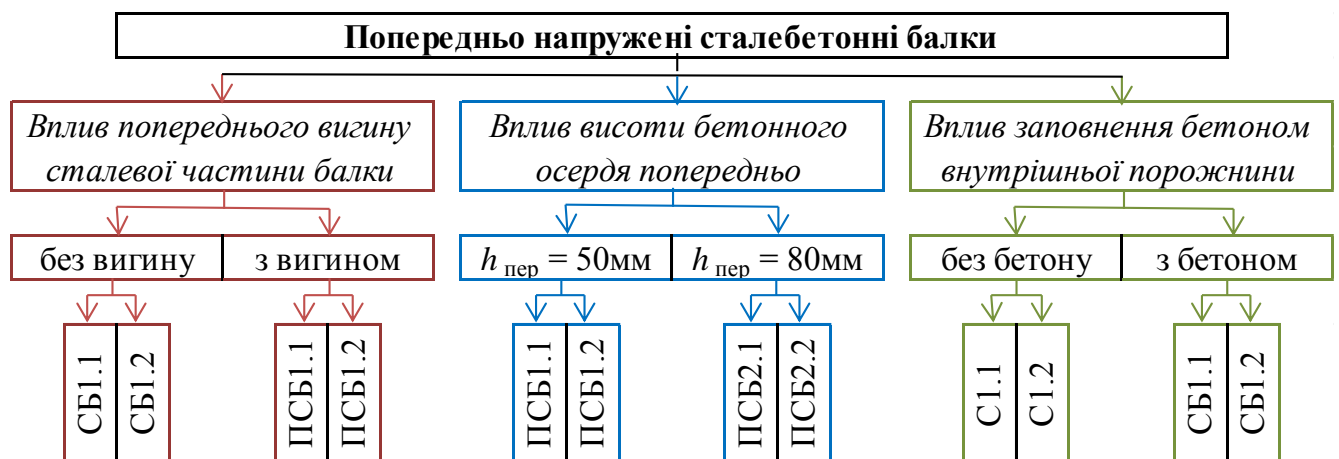 Попередньо напружені сталебетонні балки
Вплив попереднього вигину
сталевої частини балки
Вплив висоти бетонного
осердя попередньо
Вплив заповнення бетоном
внутрішньої порожнини
без вигину
з вигином
h пер = 50мм
h пер = 80мм
без бетону
з бетоном
СБ1.1
СБ1.2
ПСБ1.1
ПСБ1.2
ПСБ1.1
ПСБ1.2
ПСБ2.1
ПСБ2.2
С1.1
С1.2
СБ1.1
СБ1.2